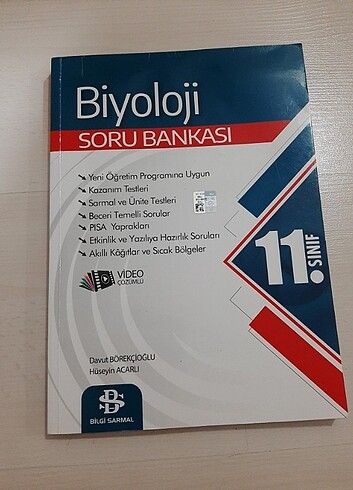 Biyoloji
SORU BANKASI
Yeni Öğretim Programına Uygun
Kazanım Testleri
Sarmal ve Ünite Testleri
Beceri Temelli Sorular
PISA Yaprakları
Etkinlik ve Yazılıya Hazırlık Soruları
Akıllı Kâğıtlar ve Sıcak Bölgeler
11. SINIF
VİDEO
ÇÖZÜMLÜ
Davut BÖREKÇİOĞLU
Hüseyin ACARLI
BİLGİ SARMAL